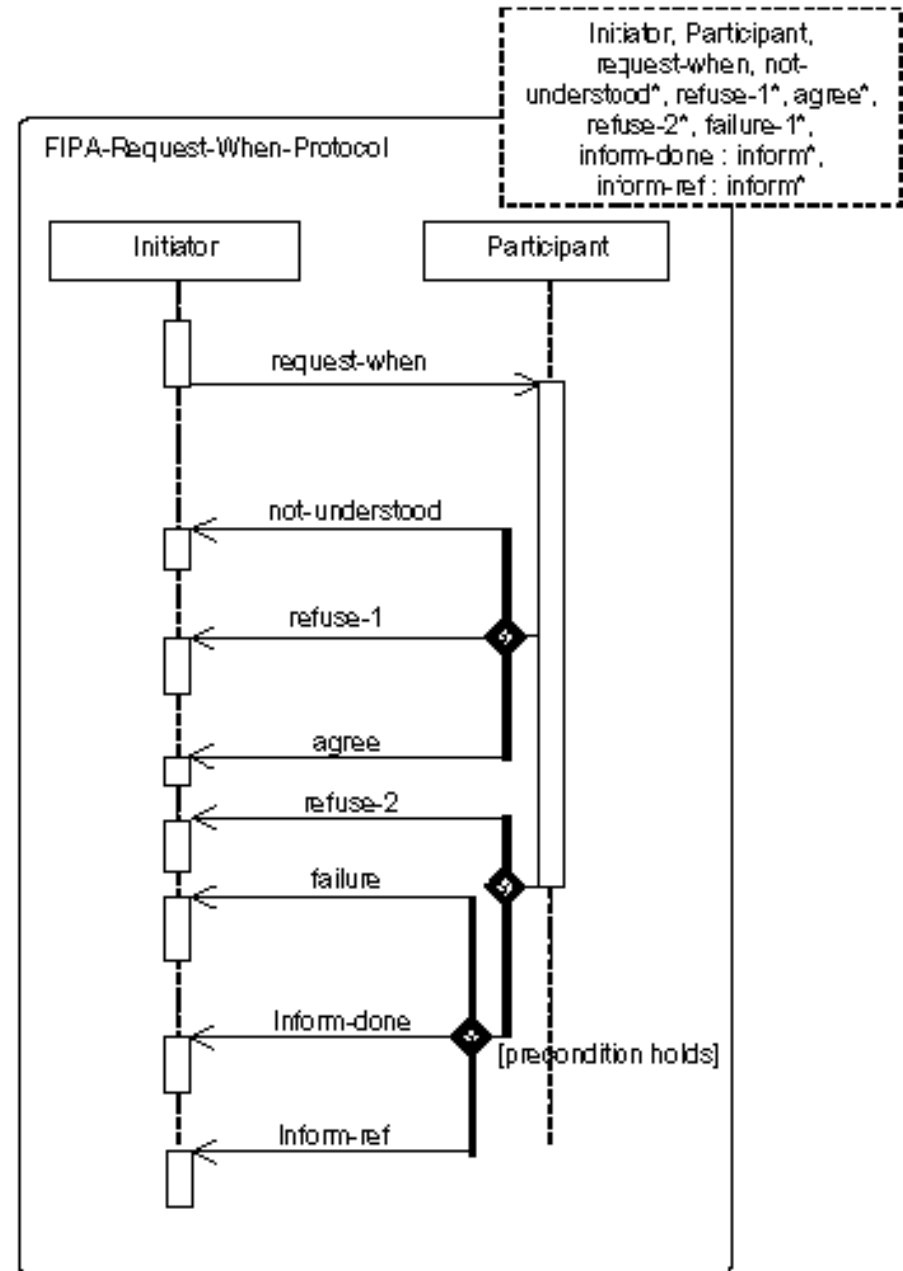 Initiator, Participant,
request-when, not-
understood*, refuse-1*, agree*,
refuse-2*, failure-1*,
inform-done : inform*,
inform-ref : inform*
FIPA-Request-When-Protocol
Initiator
Participant
request-when
not-understood
refuse-1
agree
refuse-2
failure
Inform-done
[precondition holds]
Inform-ref